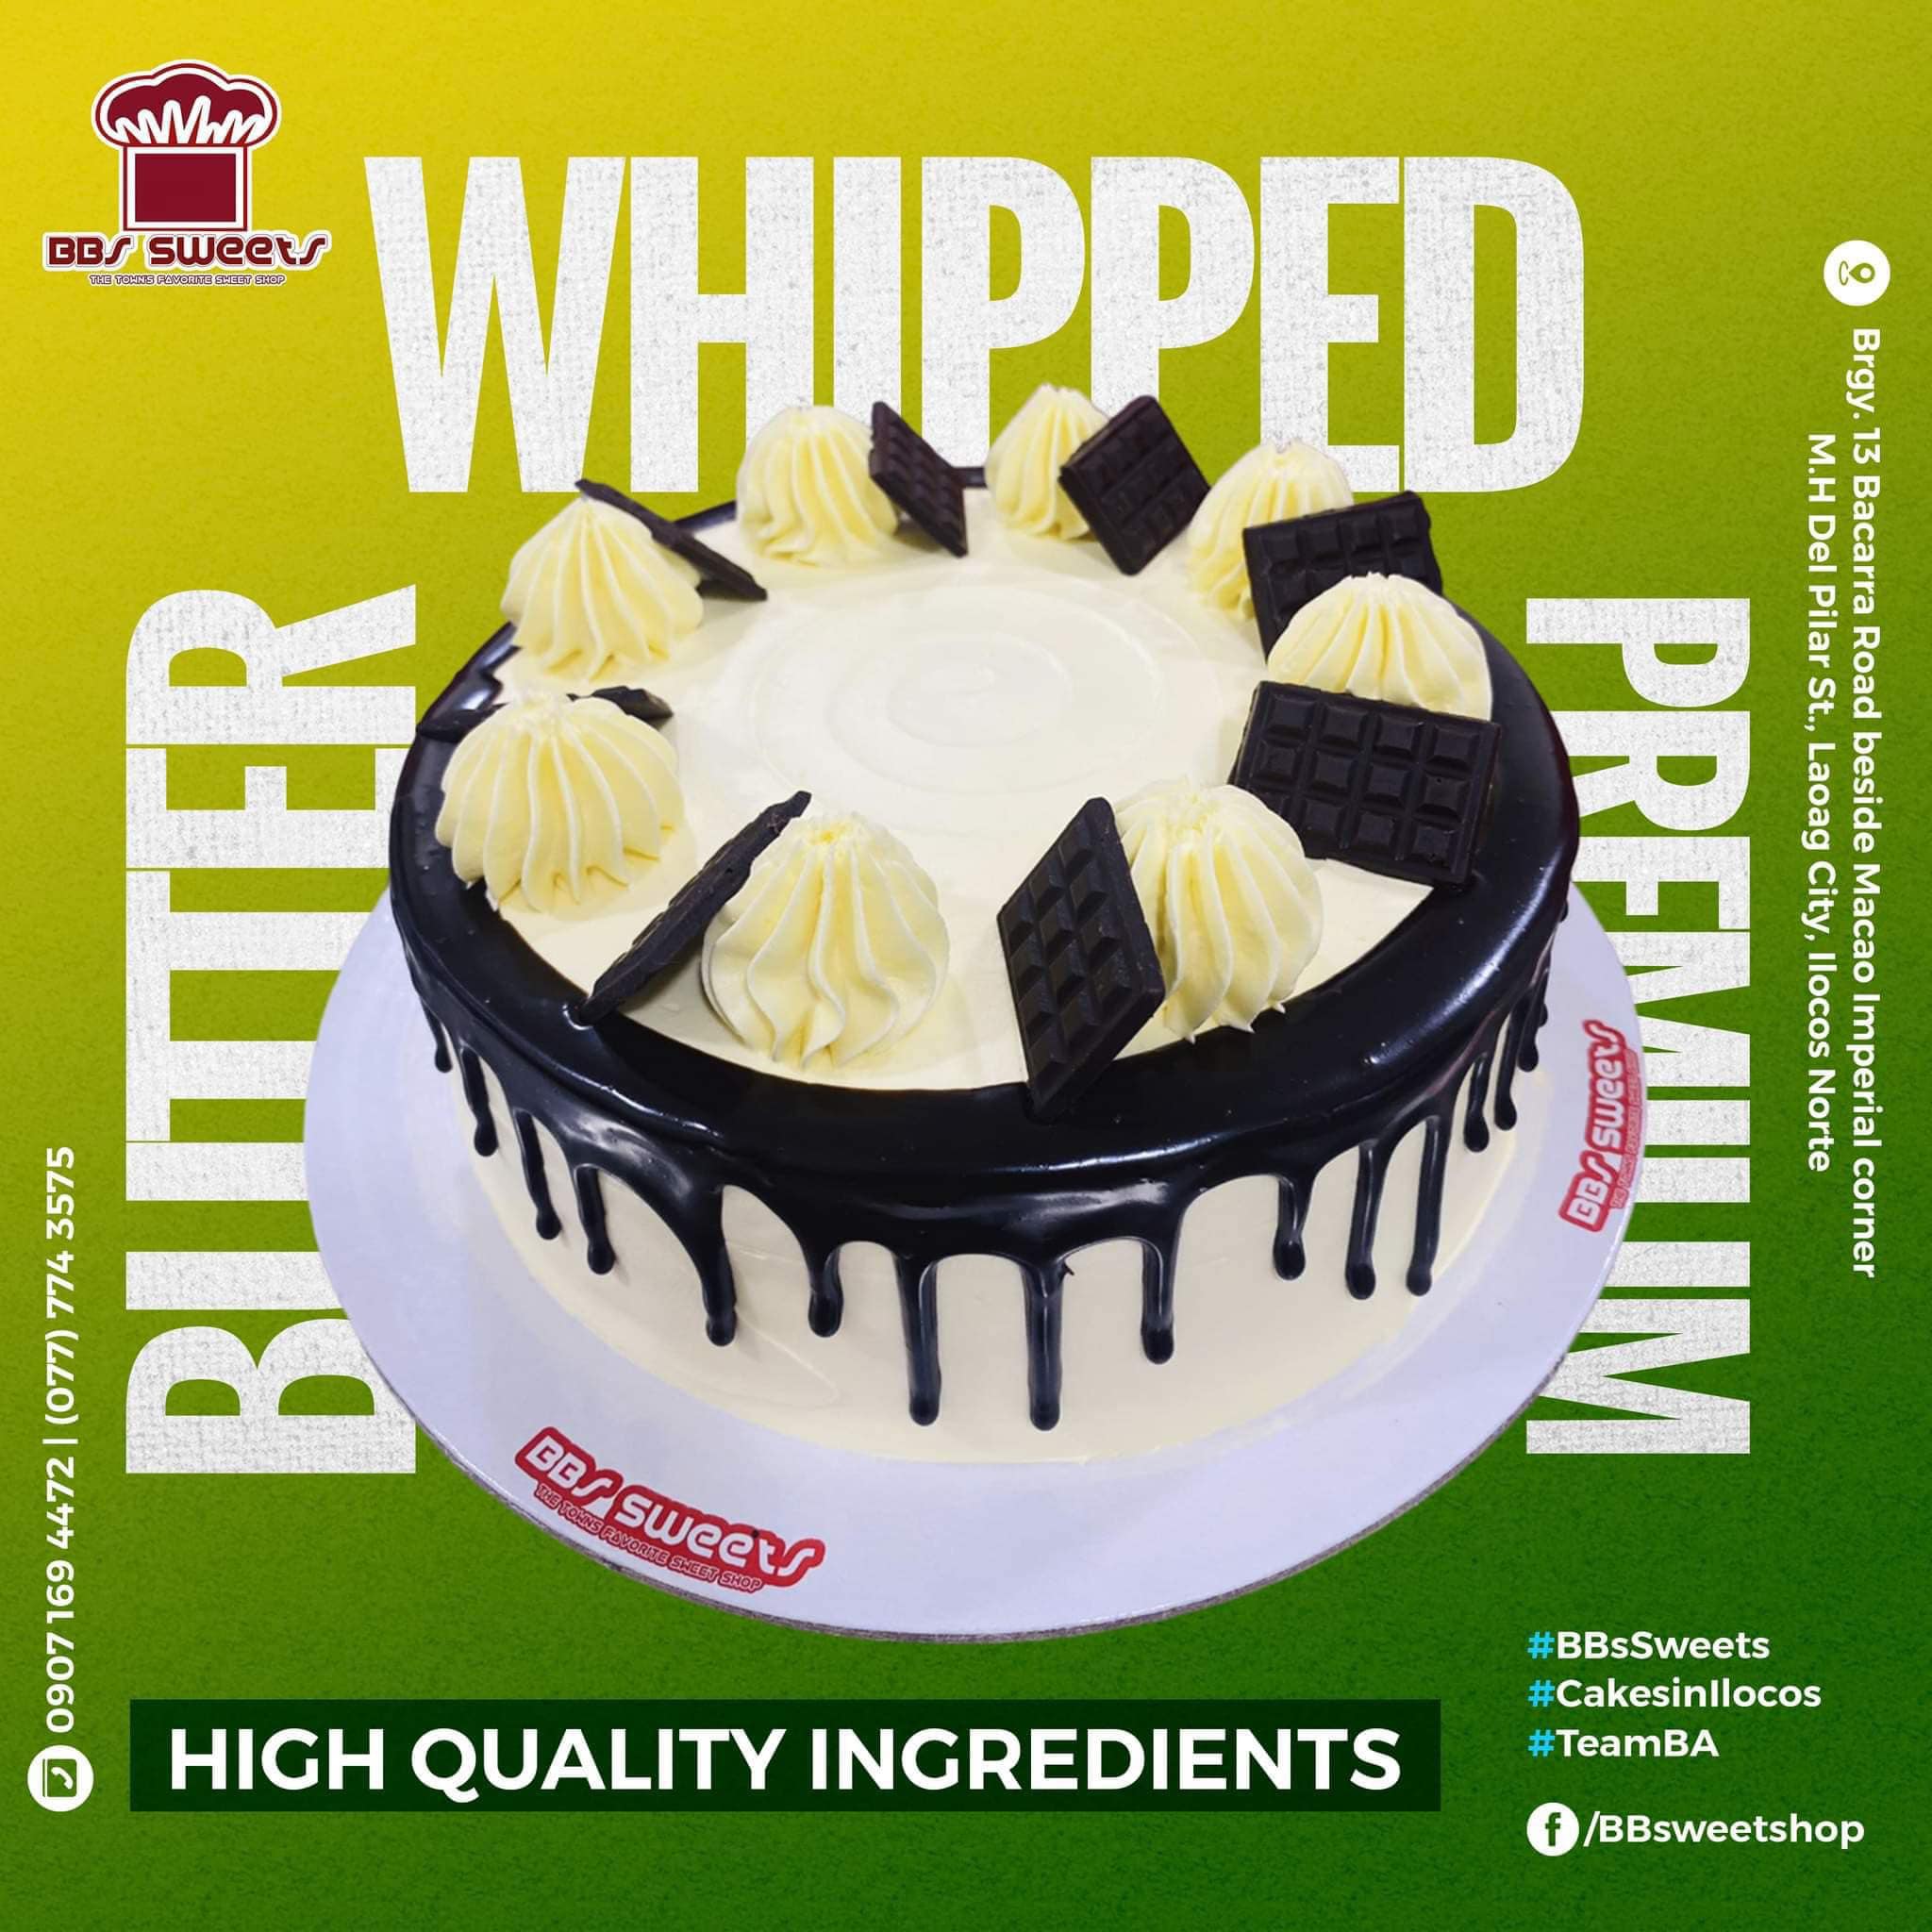 BBs sweets
THE TOWN'S FAVORITE SWEET SHOP
WHIPPED
BUTTER
PREMIUM
Brgy. 13 Bacarra Road beside Macao Imperial corner
M.H Del Pilar St., Laoag City, Ilocos Norte
0907 169 4472 | (077) 774 3575
BBs sweets
BBs sweets
THE TOWNS FAVORITE SWEET SHOP
HIGH QUALITY INGREDIENTS
#BBsSweets
#CakesinIlocos
#TeamBA
f /BBsweetshop